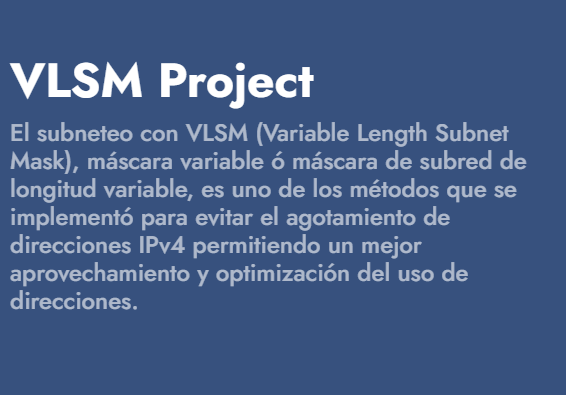 VLSM Project
El subneteo con VLSM (Variable Length Subnet
Mask), máscara variable ó máscara de subred de
longitud variable, es uno de los métodos que se
implementó para evitar el agotamiento de
direcciones IPv4 permitiendo un mejor
aprovechamiento y optimización del uso de
direcciones.